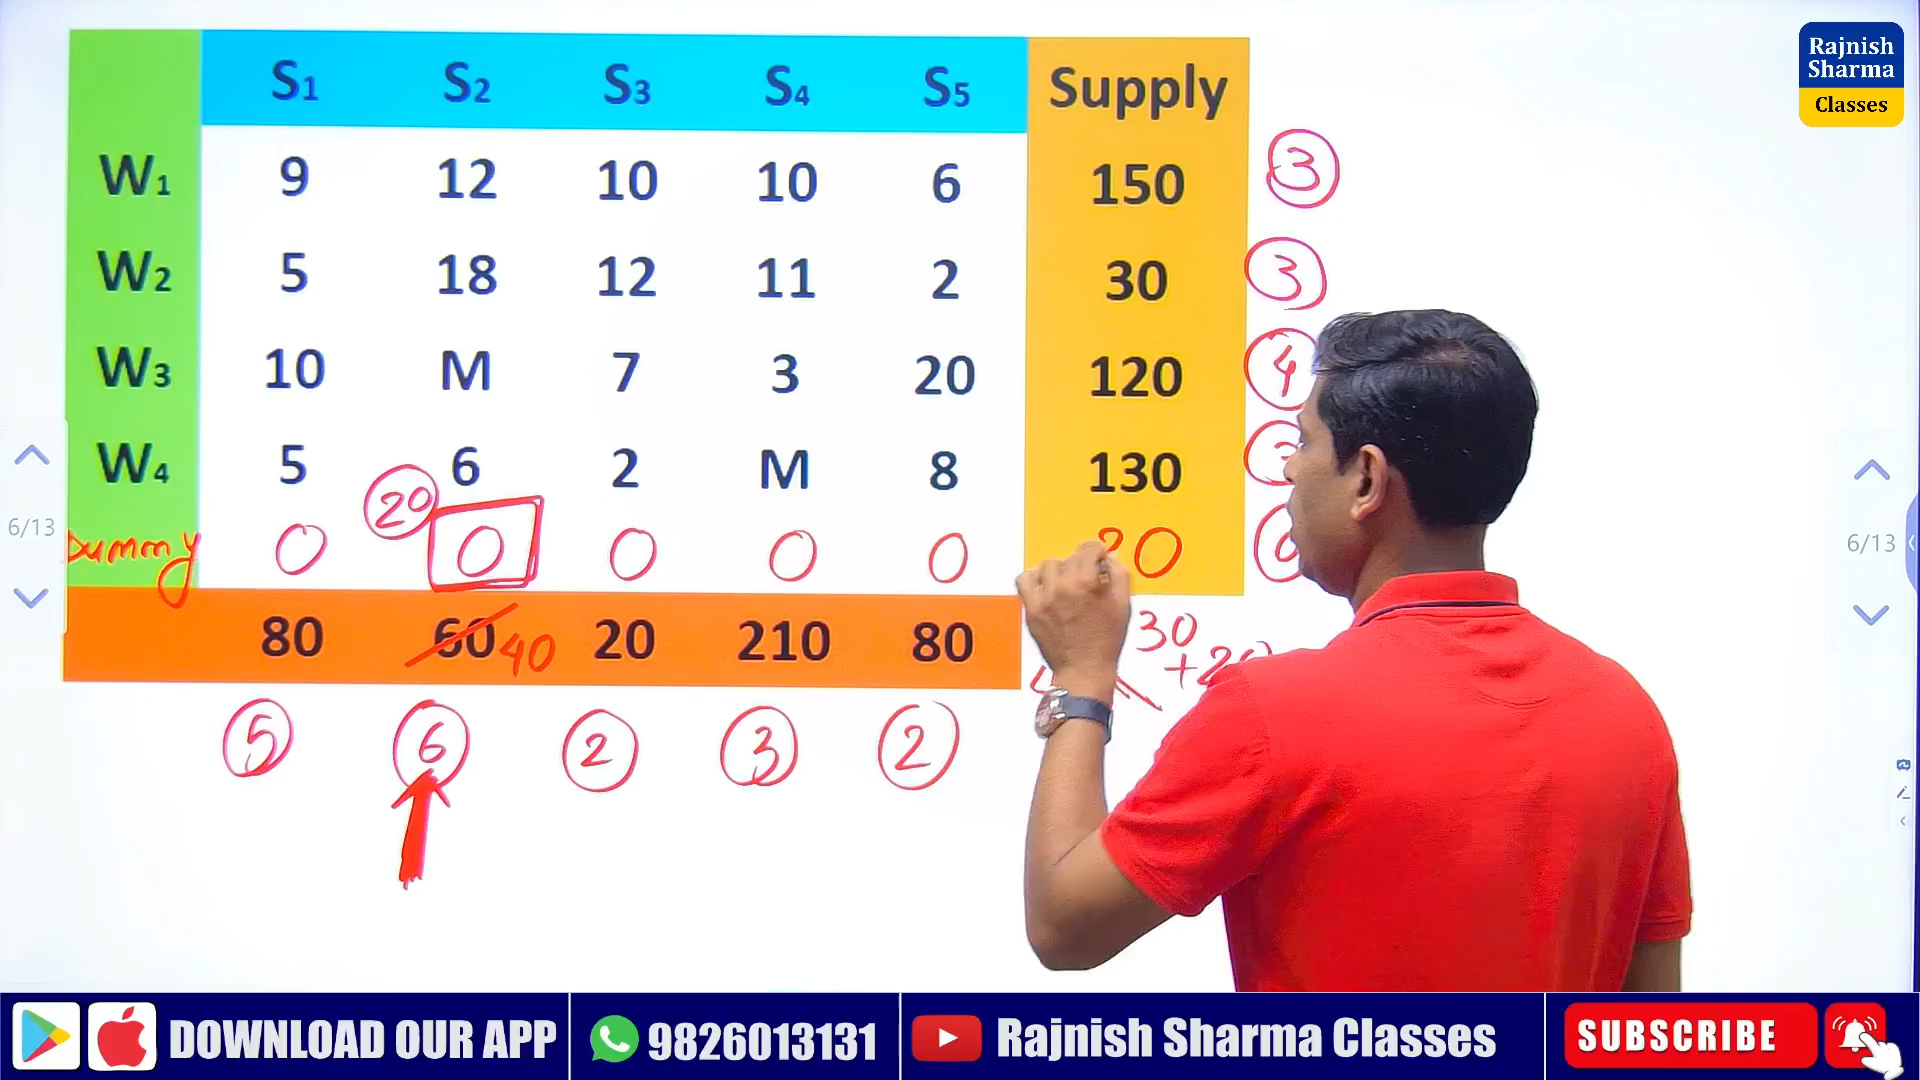 S1 S2 S3 S4 S5 Supply
W1 9 12 10 10 6 150 3
W2 5 18 12 11 2 30 3
W3 10 M 7 3 20 120 4
W4 5 6 2 M 8 130
20
Dummy 0 0 0 0 0 20
80 60 40 20 210 80
30
+20
5 6 2 3 2
6/13
6/13
Rajnish
Sharma
Classes
DOWNLOAD OUR APP 9826013131 Rajnish Sharma Classes SUBSCRIBE